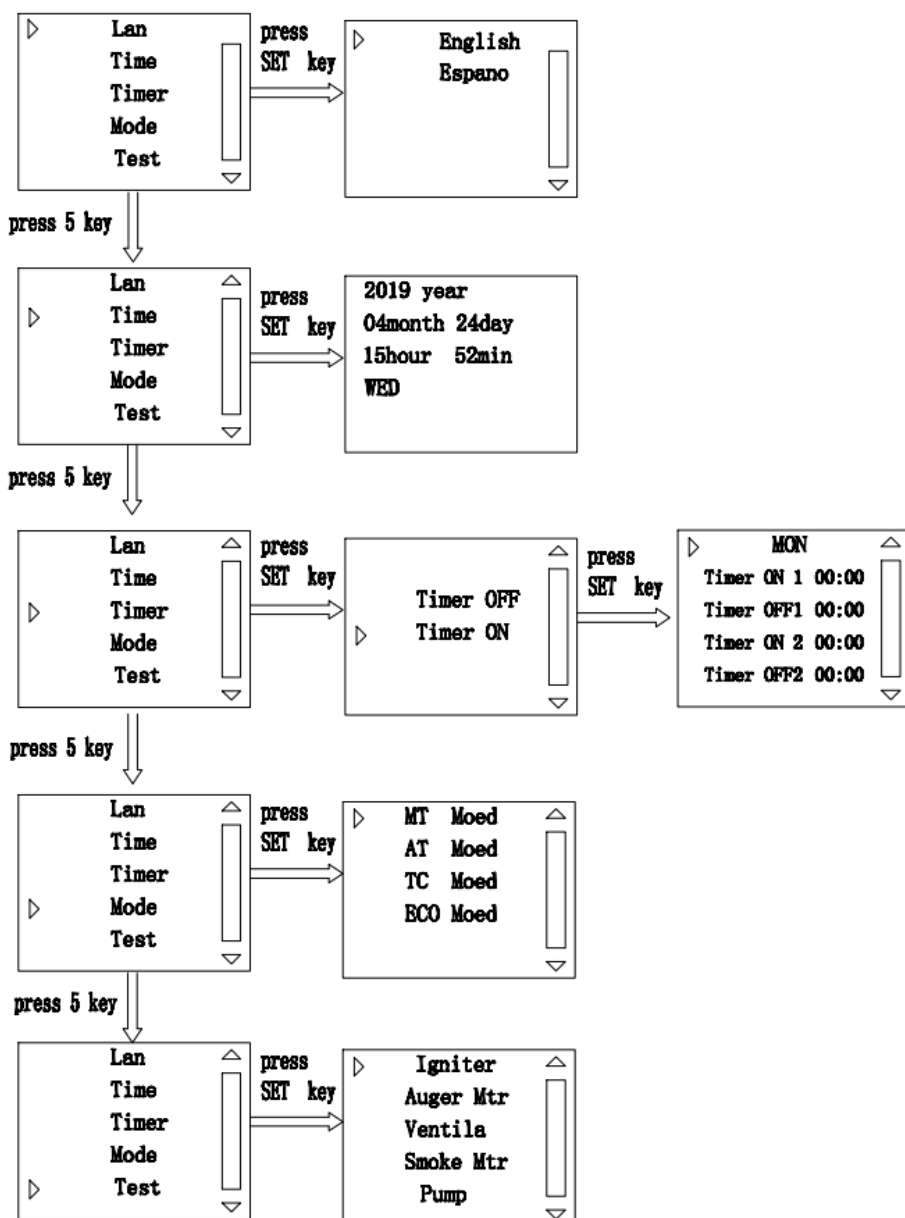 Lan
Time
Timer
Mode
Test
press
SET key
English
Espano
press 5 key
Lan
Time
Timer
Mode
Test
press
SET key
2019 year
04month 24day
15hour 52min
WED
press 5 key
Lan
Time
Timer
Mode
Test
press
SET key
Timer OFF
Timer ON
press
SET key
MON
Timer ON 1 00:00
Timer OFF1 00:00
Timer ON 2 00:00
Timer OFF2 00:00
press 5 key
Lan
Time
Timer
Mode
Test
press
SET key
MT Moed
AT Moed
TC Moed
ECO Moed
press 5 key
Lan
Time
Timer
Mode
Test
press
SET key
Igniter
Auger Mtr
Ventila
Smoke Mtr
Pump